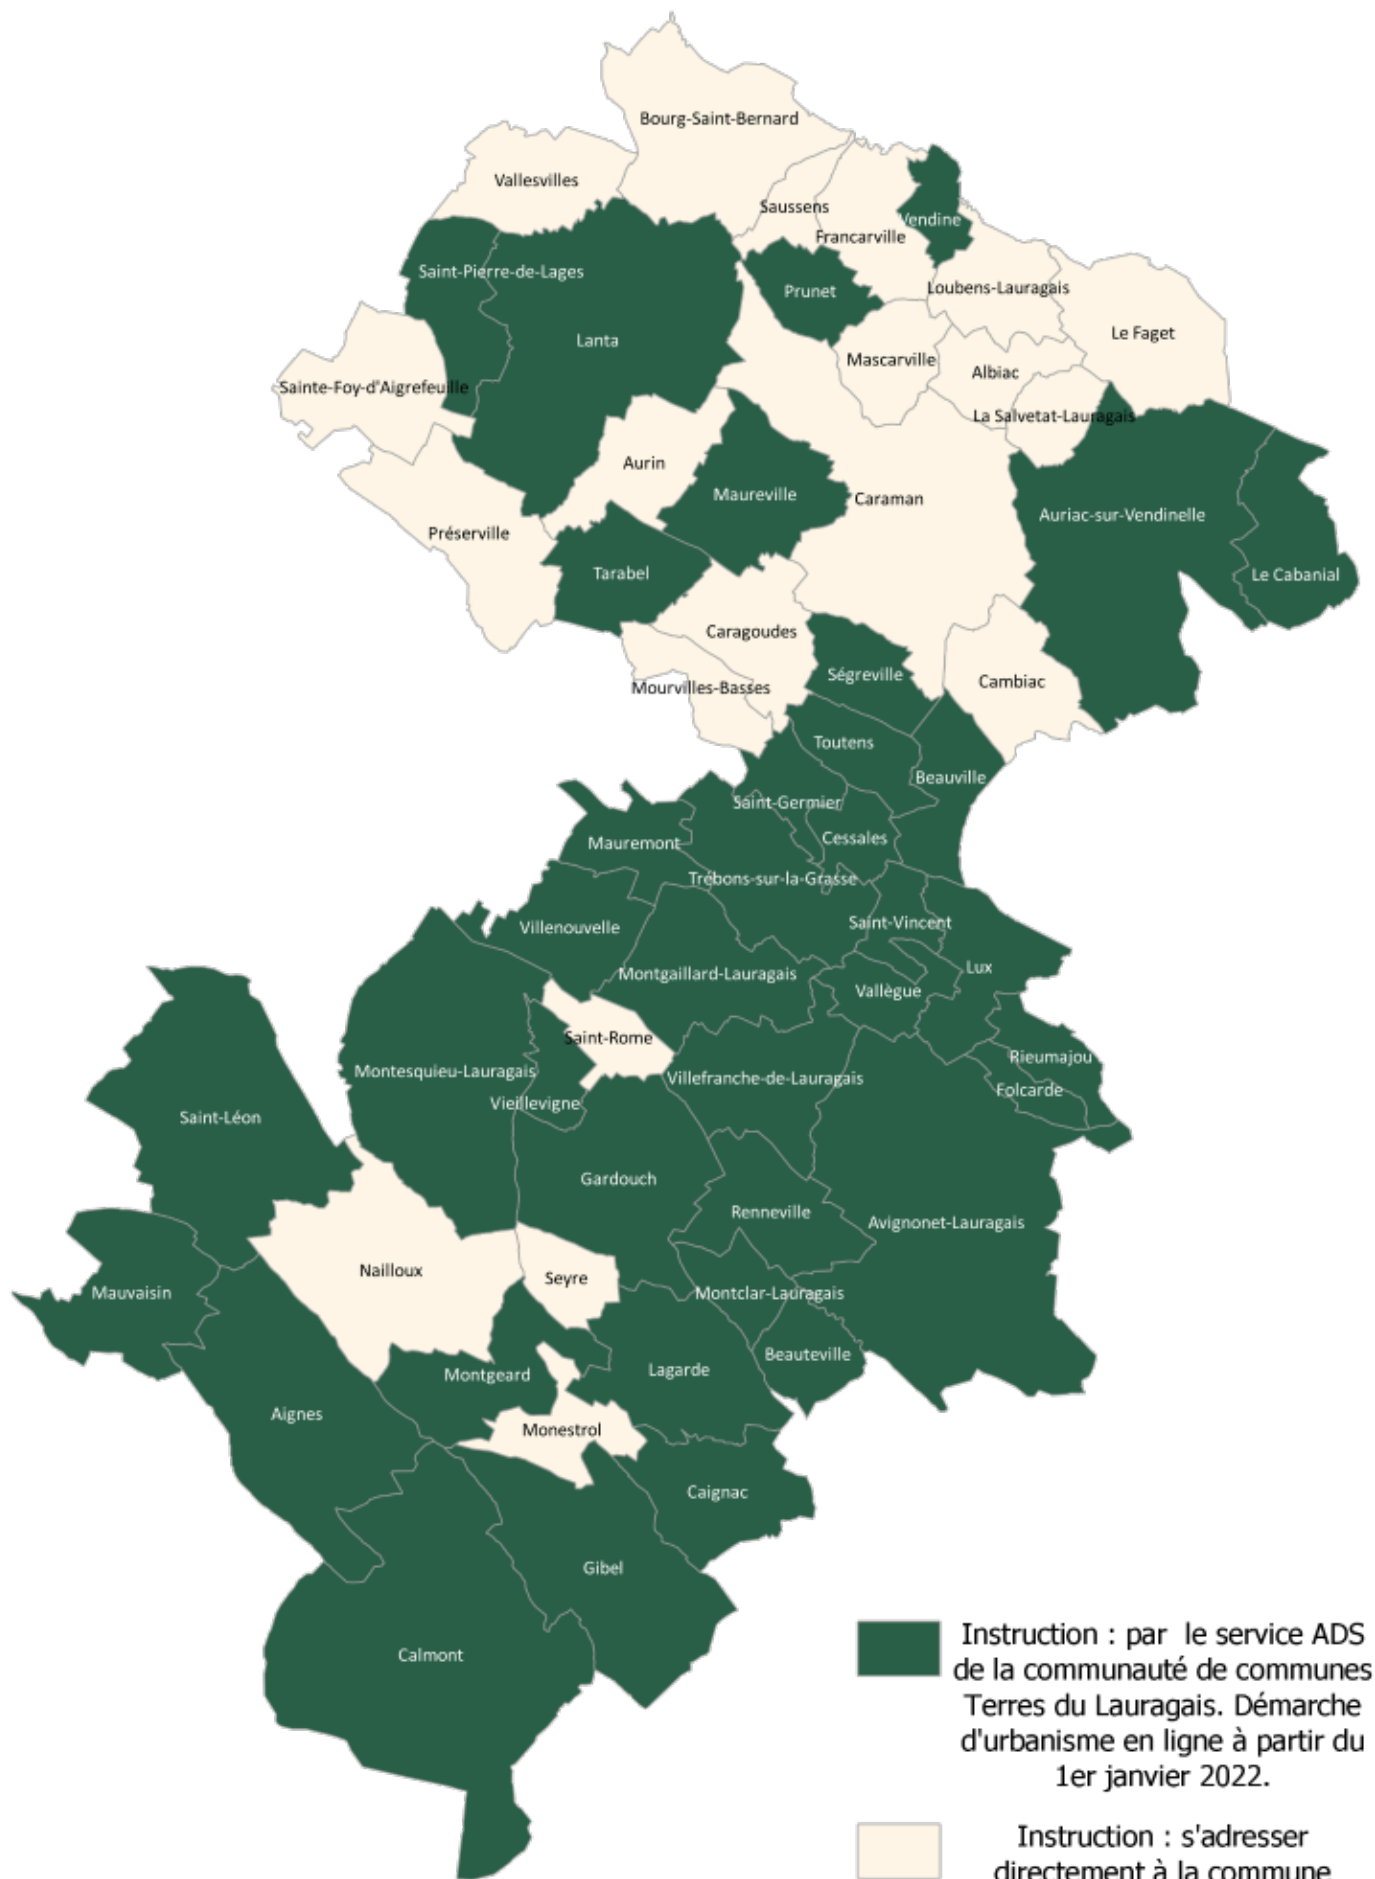 Bourg-Saint-Bernard
Vallesvilles
Saussens
Vendine
Francarville
Saint-Pierre-de-Lages
Loubens-Lauragais
Prunet
Le Faget
Lanta
Mascarville
Albiac
Sainte-Foy-d'Aigrefeuille
La Salvetat-Lauragais
Aurin
Maureville
Caraman
Auriac-sur-Vendinelle
Préserville
Tarabel
Le Cabanial
Caragoudes
Ségreville
Cambiac
Mourvilles-Basses
Toutens
Beauville
Saint-Germier
Cessales
Mauremont
Trébons-sur-la-Grasse
Saint-Vincent
Villenouvelle
Lux
Montgaillard-Lauragais
Vallègue
Saint-Rome
Rieumajou
Montesquieu-Lauragais
Villefranche-de-Lauragais
Folcarde
Vieillevigne
Saint-Léon
Gardouch
Renneville
Avignonet-Lauragais
Nailloux
Seyre
Mauvaisin
Montclar-Lauragais
Beauteville
Lagarde
Montgeard
Aignes
Monestrol
Caignac
Gibel
Calmont
Instruction : par le service ADS
de la communauté de communes
Terres du Lauragais. Démarche
d'urbanisme en ligne à partir du
1er janvier 2022.
Instruction : s'adresser
directement à la commune